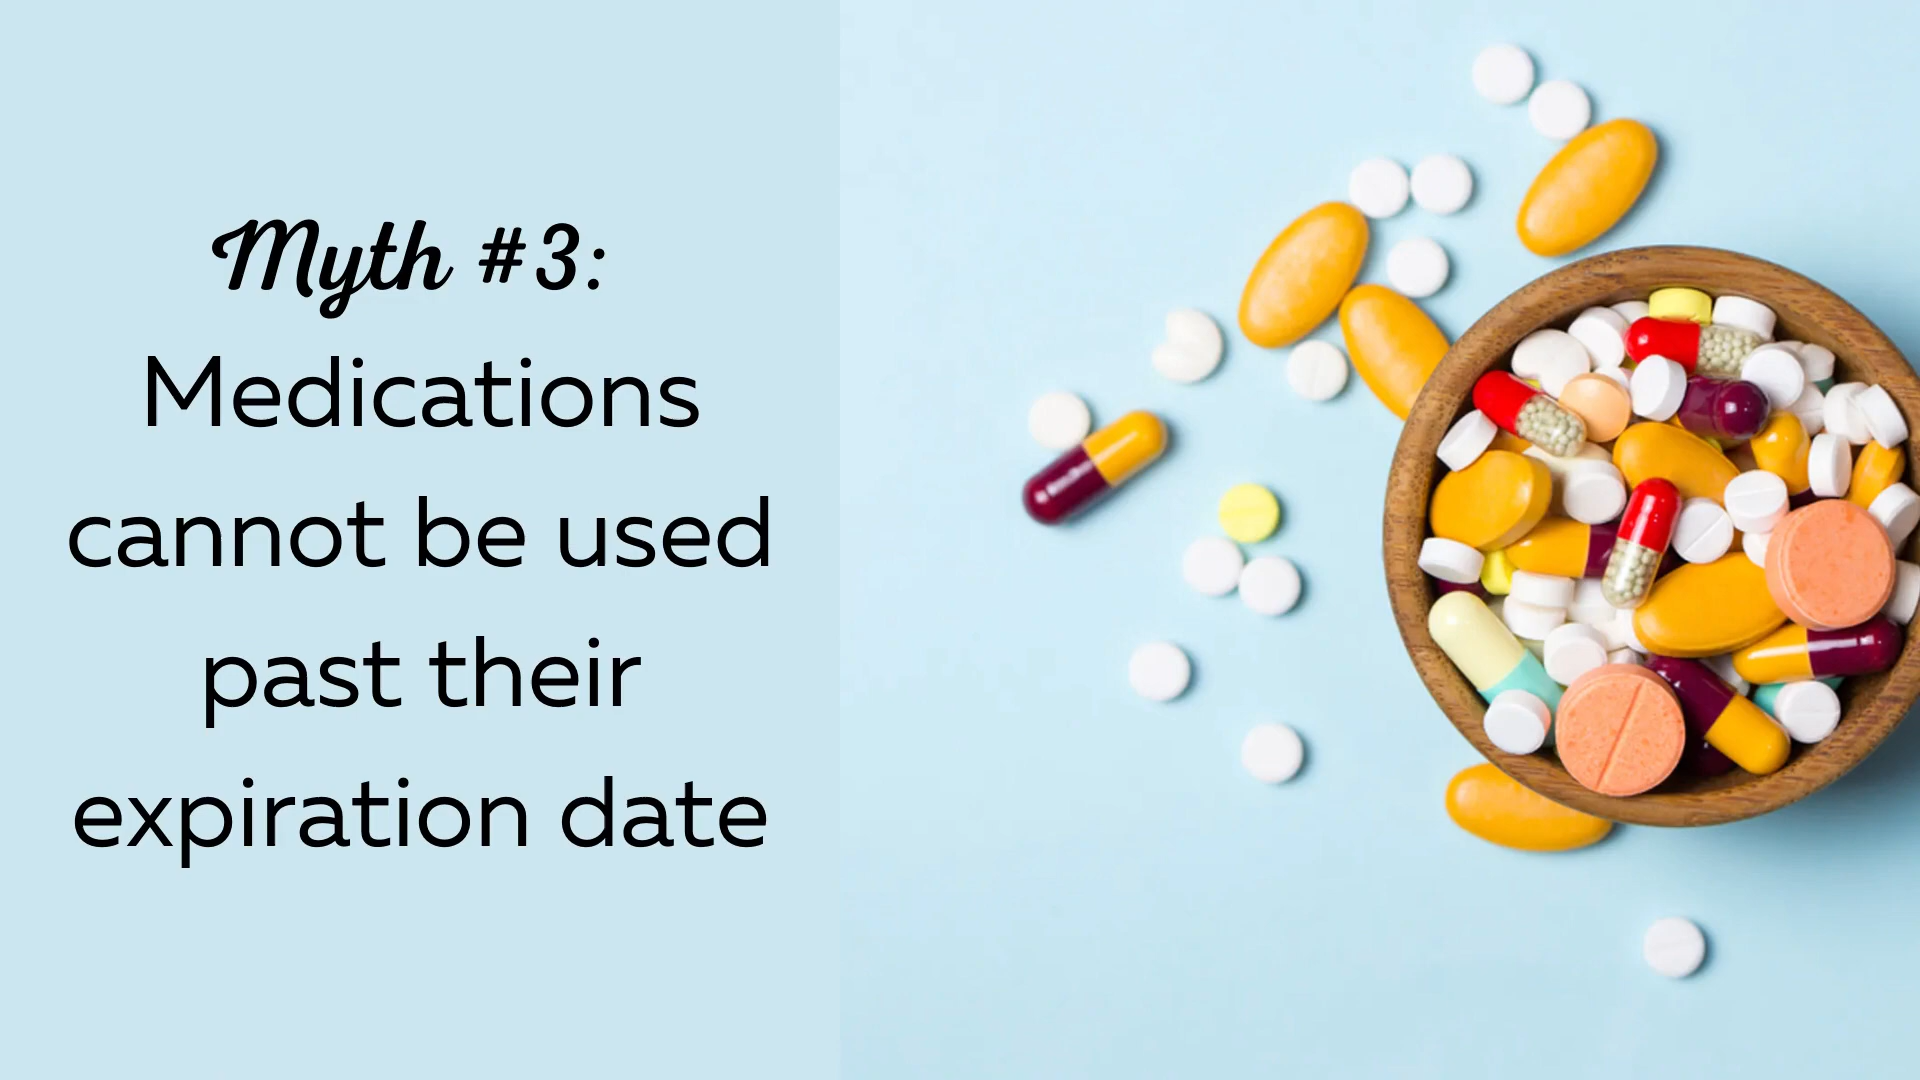 Myth #3:
Medications
cannot be used
past their
expiration date